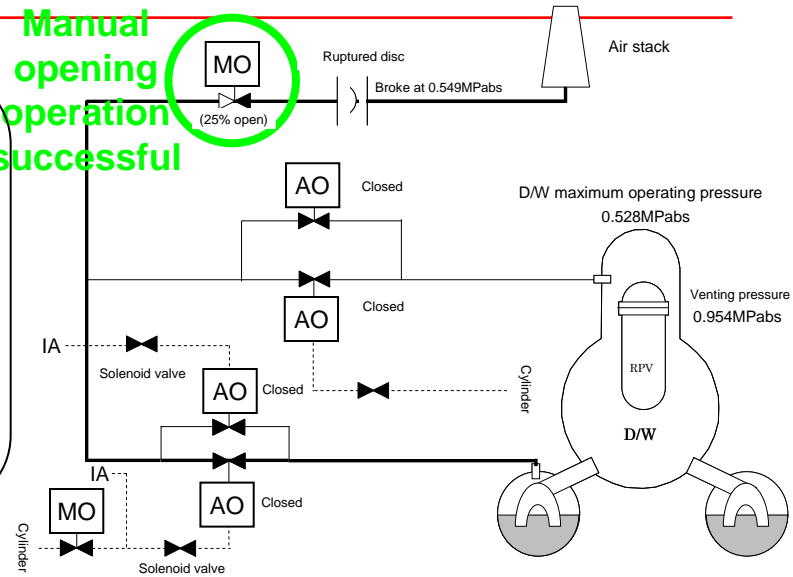 Manual
opening
operation
successful
MO
(25% open)
Ruptured disc
Broke at 0.549MPabs
Air stack
AO
Closed
D/W maximum operating pressure
0.528MPabs
AO
Closed
Venting pressure
0.954MPabs
RPV
D/W
IA
Solenoid valve
AO
Closed
Cylinder
IA
MO
AO
Closed
Cylinder
Solenoid valve